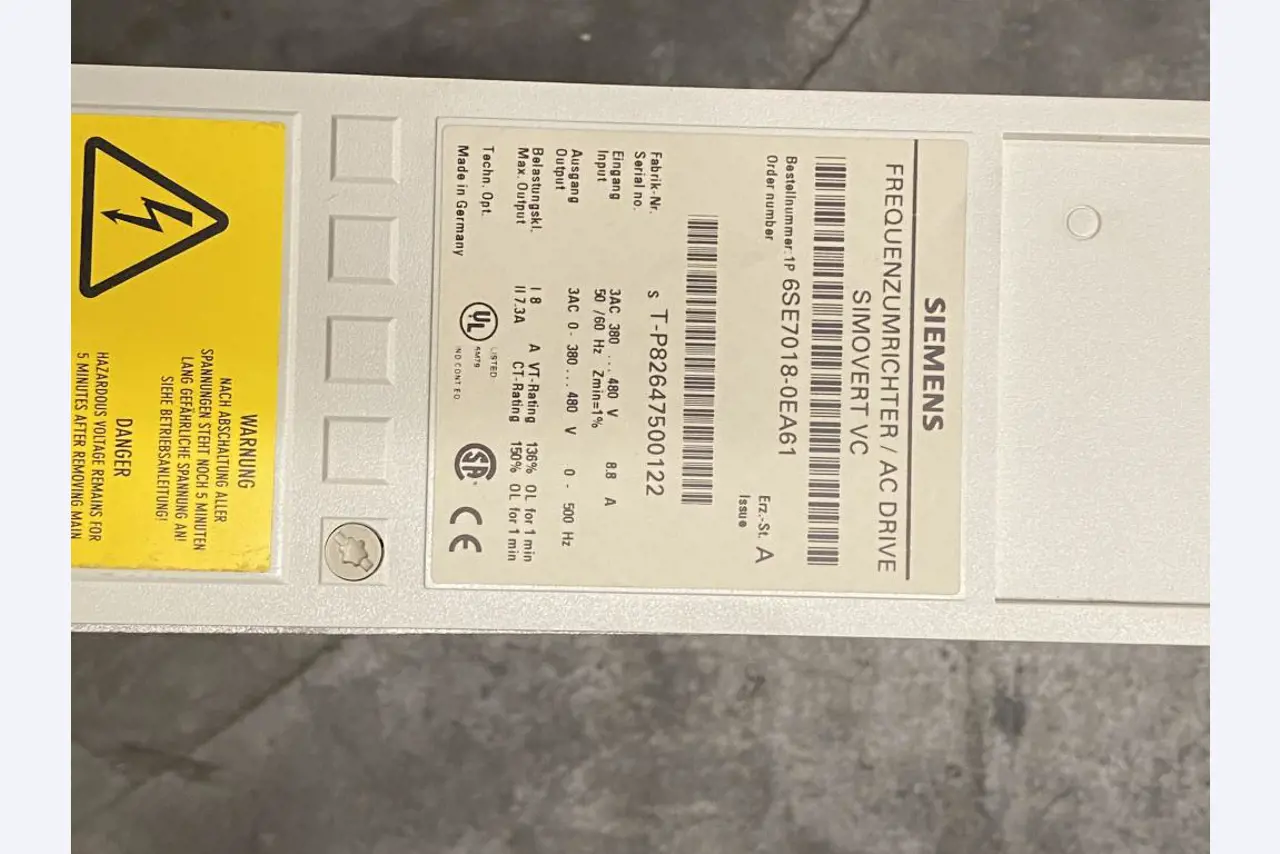 SIEMENS
FREQUENZUMRICHTER / AC DRIVE
SIMOVERT VC
Bestellnummer:1P 6SE7018-0EA61
Order number
Erz.-St. A
Issue
S T-P82647500122
Fabrik-Nr.
Serial no.
Eingang 3AC 380 ... 480 V 8.8 A
Input 50 /60 Hz Zmin=1%
Ausgang 3AC 0 - 380 ... 480 V 0 - 500 Hz
Output
Belastungskl. I 8 A VT-Rating 136% OL for 1 min
Max. Output II 7.3A CT-Rating 150% OL for 1 min
Techn. Opt.
Made in Germany
UL LISTED
5M79
IND CONT EQ
SA
CE
WARNUNG
NACH ABSCHALTUNG ALLER
SPANNUNGEN STEHT NOCH 5 MINUTEN
LANG GEFÄHRLICHE SPANNUNG AN!
SIEHE BETRIEBSANLEITUNG!
DANGER
HAZARDOUS VOLTAGE REMAINS FOR
5 MINUTES AFTER REMOVING MAIN